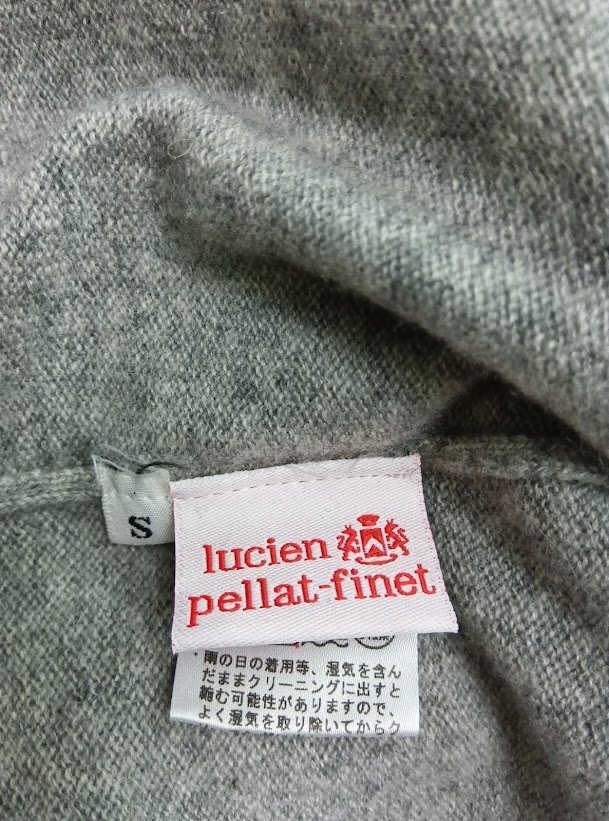 S
lucien
pellat-finet
・雨の日の着用等、湿気を含ん
だままクリーニングに出すと
縮む可能性がありますので、
よく湿気を取り除いてからク